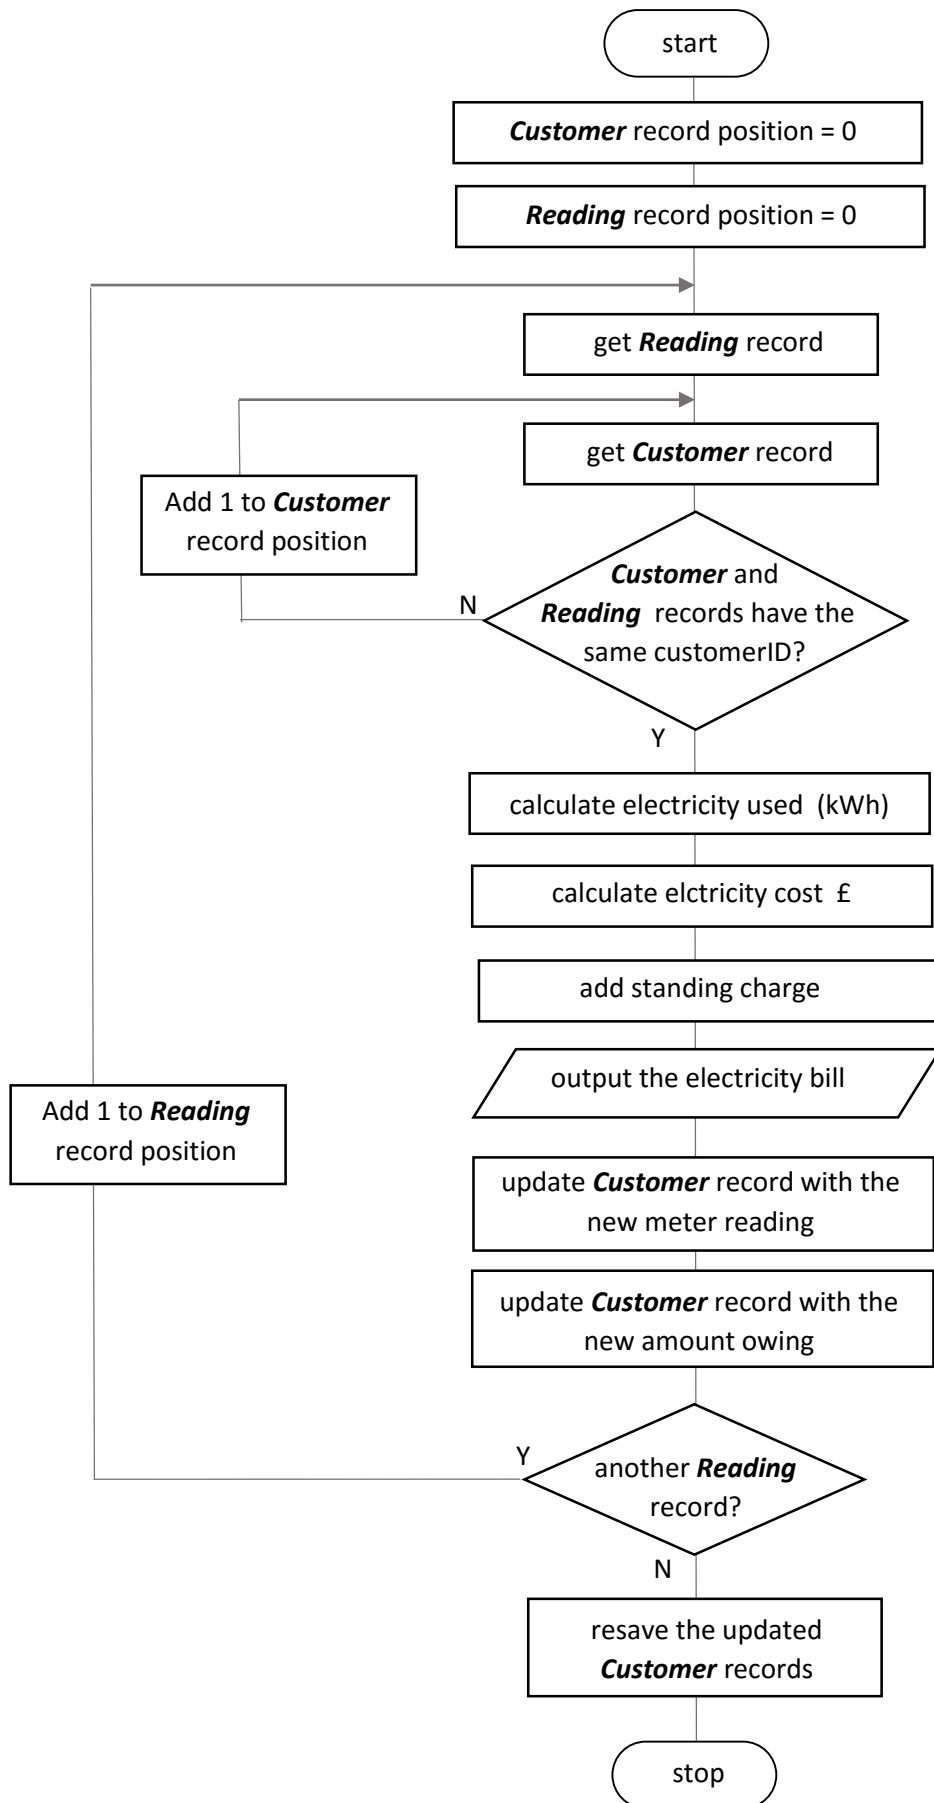 start
Customer record position = 0
Reading record position = 0
get Reading record
get Customer record
Add 1 to Customer
record position
Customer and
Reading records have the
same customerID?
N
Y
calculate electricity used (kWh)
calculate elctricity cost £
add standing charge
output the electricity bill
Add 1 to Reading
record position
update Customer record with the
new meter reading
update Customer record with the
new amount owing
another Reading
record?
Y
N
resave the updated
Customer records
stop